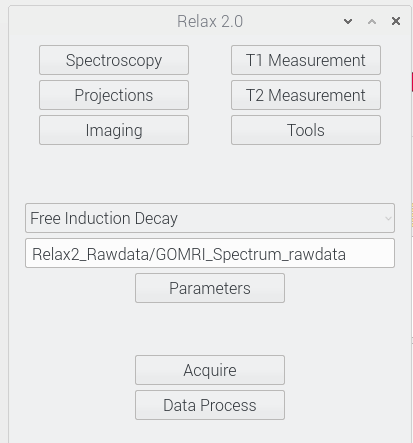 Relax 2.0
Spectroscopy
T1 Measurement
Projections
T2 Measurement
Imaging
Tools
Free Induction Decay
Relax2_Rawdata/GOMRI_Spectrum_rawdata
Parameters
Acquire
Data Process